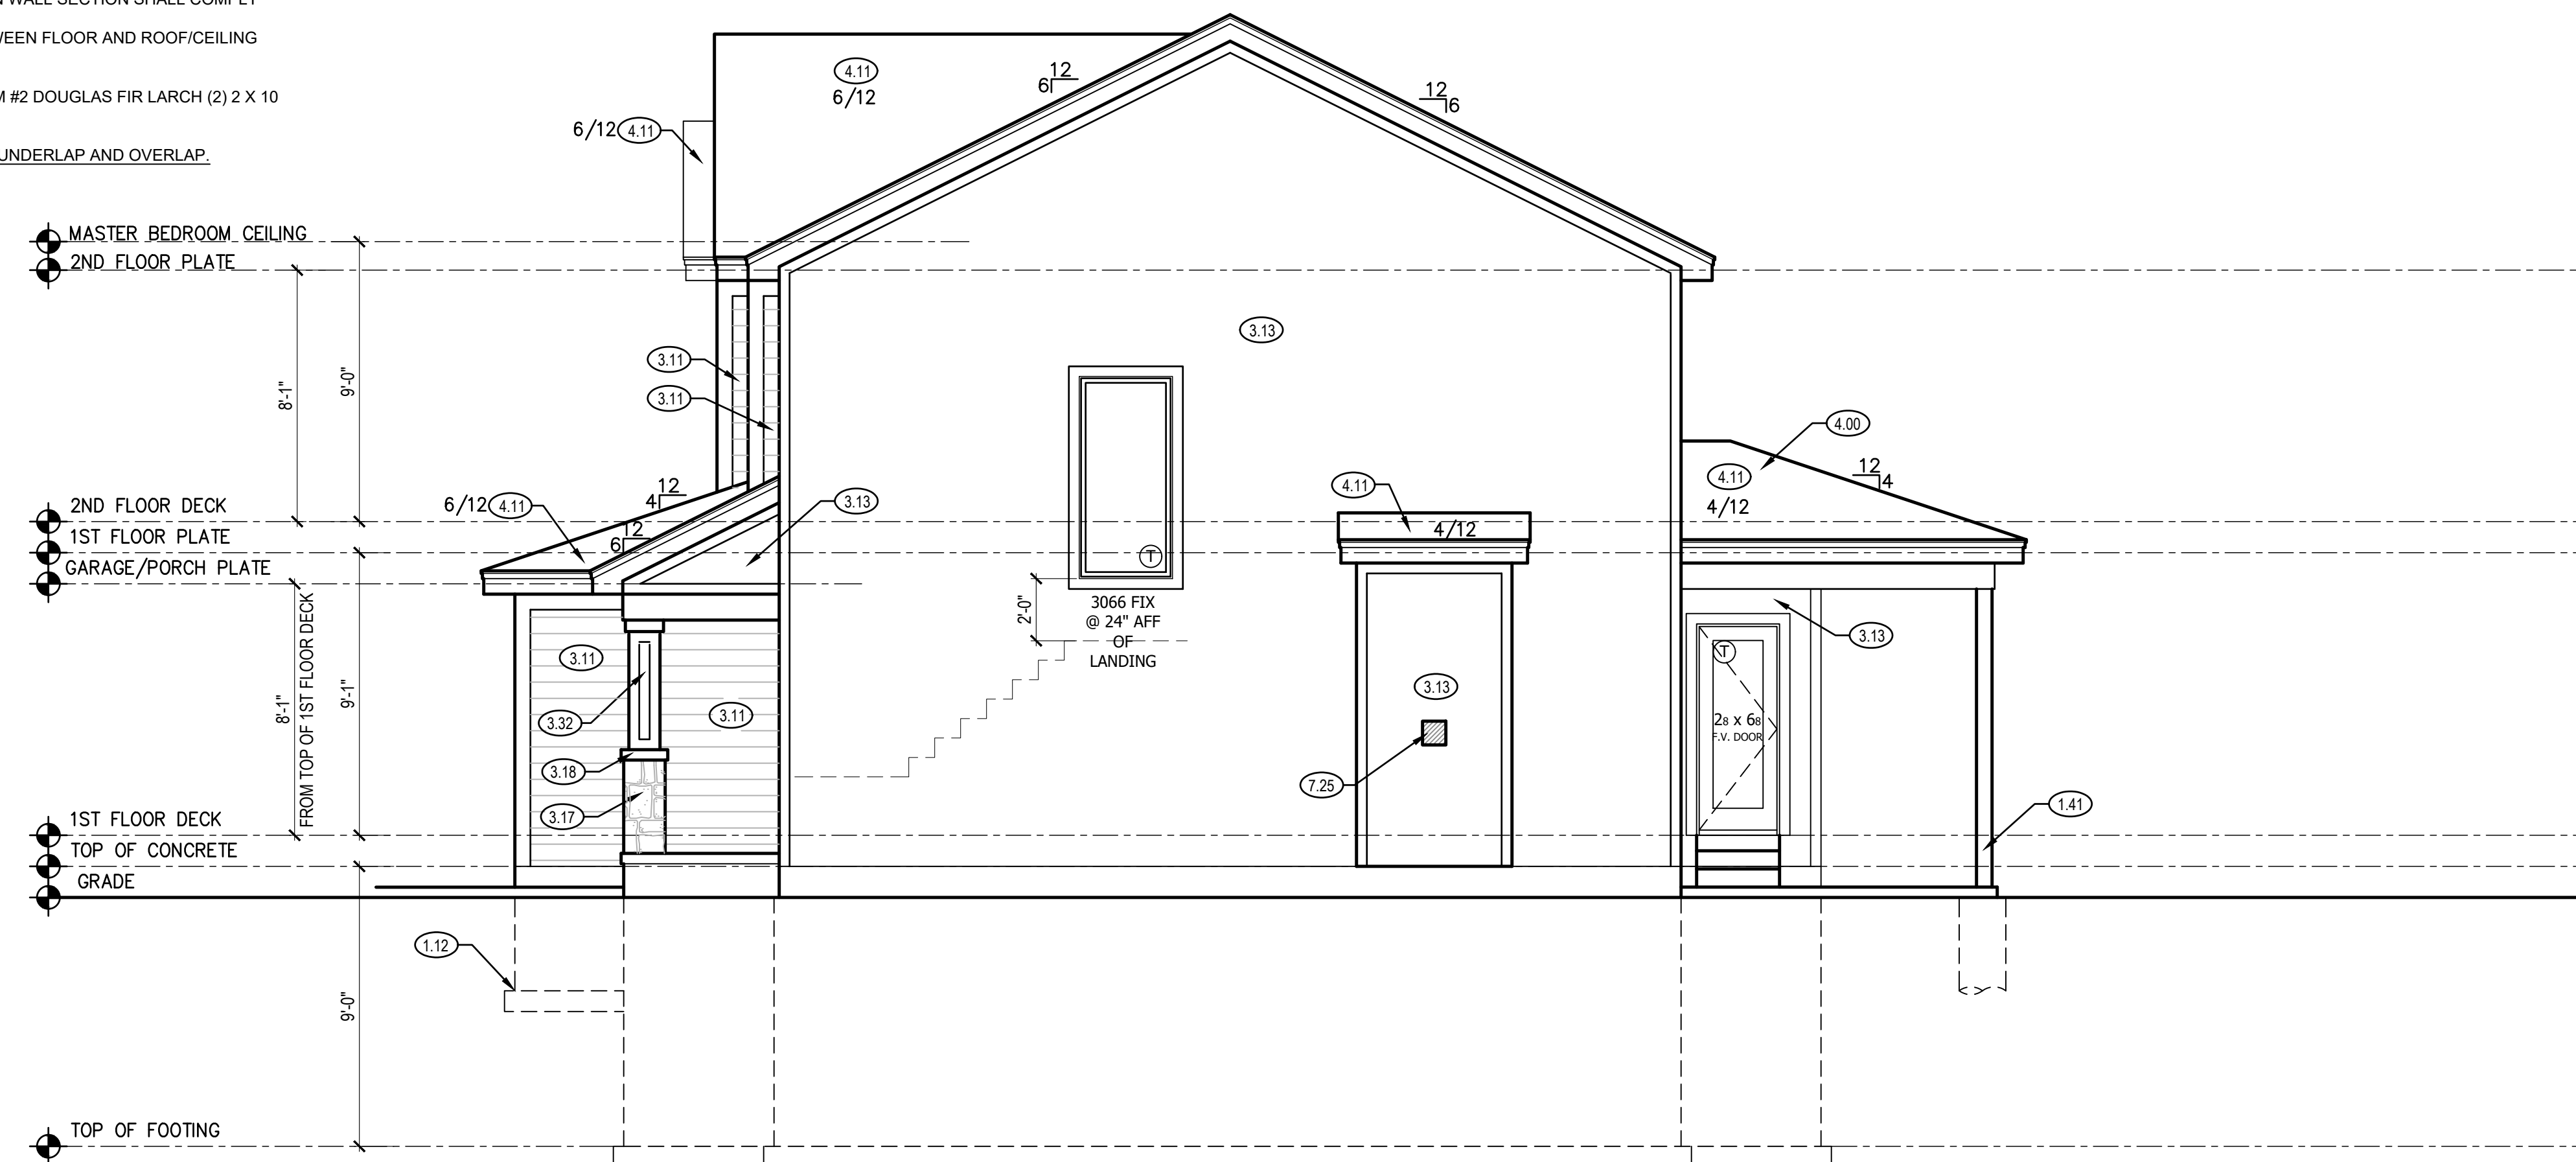 WALL SECTION SHALL COMPLY
FLOOR AND ROOF/CEILING
#2 DOUGLAS FIR LARCH (2) 2 X 10
UNDERLAP AND OVERLAP.
4.11
6/12
12
6
12
6
6/12 4.11
MASTER BEDROOM CEILING
2ND FLOOR PLATE
3.13
3.11
3.11
8'-1"
9'-0"
4.00
12
4
4.11
4/12
12
4
6/12 4.11
3.13
4.11
4/12
2ND FLOOR DECK
1ST FLOOR PLATE
GARAGE/PORCH PLATE
12
6
T
2'-0"
3066 FIX
@ 24" AFF
OF
LANDING
3.13
T
28 x 68
F.V. DOOR
3.11
3.32
3.11
3.18
3.17
3.13
7.25
1.41
8'-1"
FROM TOP OF 1ST FLOOR DECK
9'-1"
1ST FLOOR DECK
TOP OF CONCRETE
GRADE
1.12
9'-0"
TOP OF FOOTING